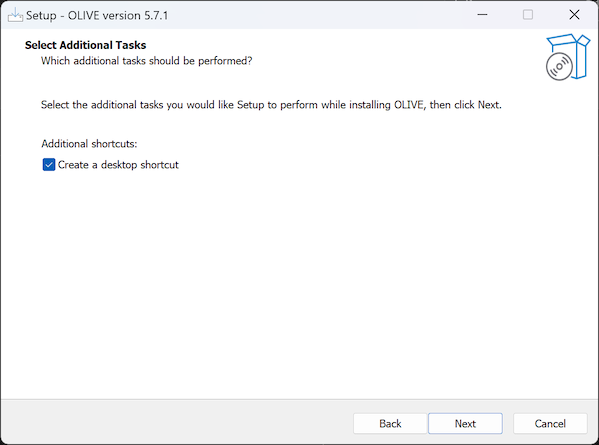 Setup - OLIVE version 5.7.1
Select Additional Tasks
Which additional tasks should be performed?
Select the additional tasks you would like Setup to perform while installing OLIVE, then click Next.
Additional shortcuts:
Create a desktop shortcut
Back Next Cancel